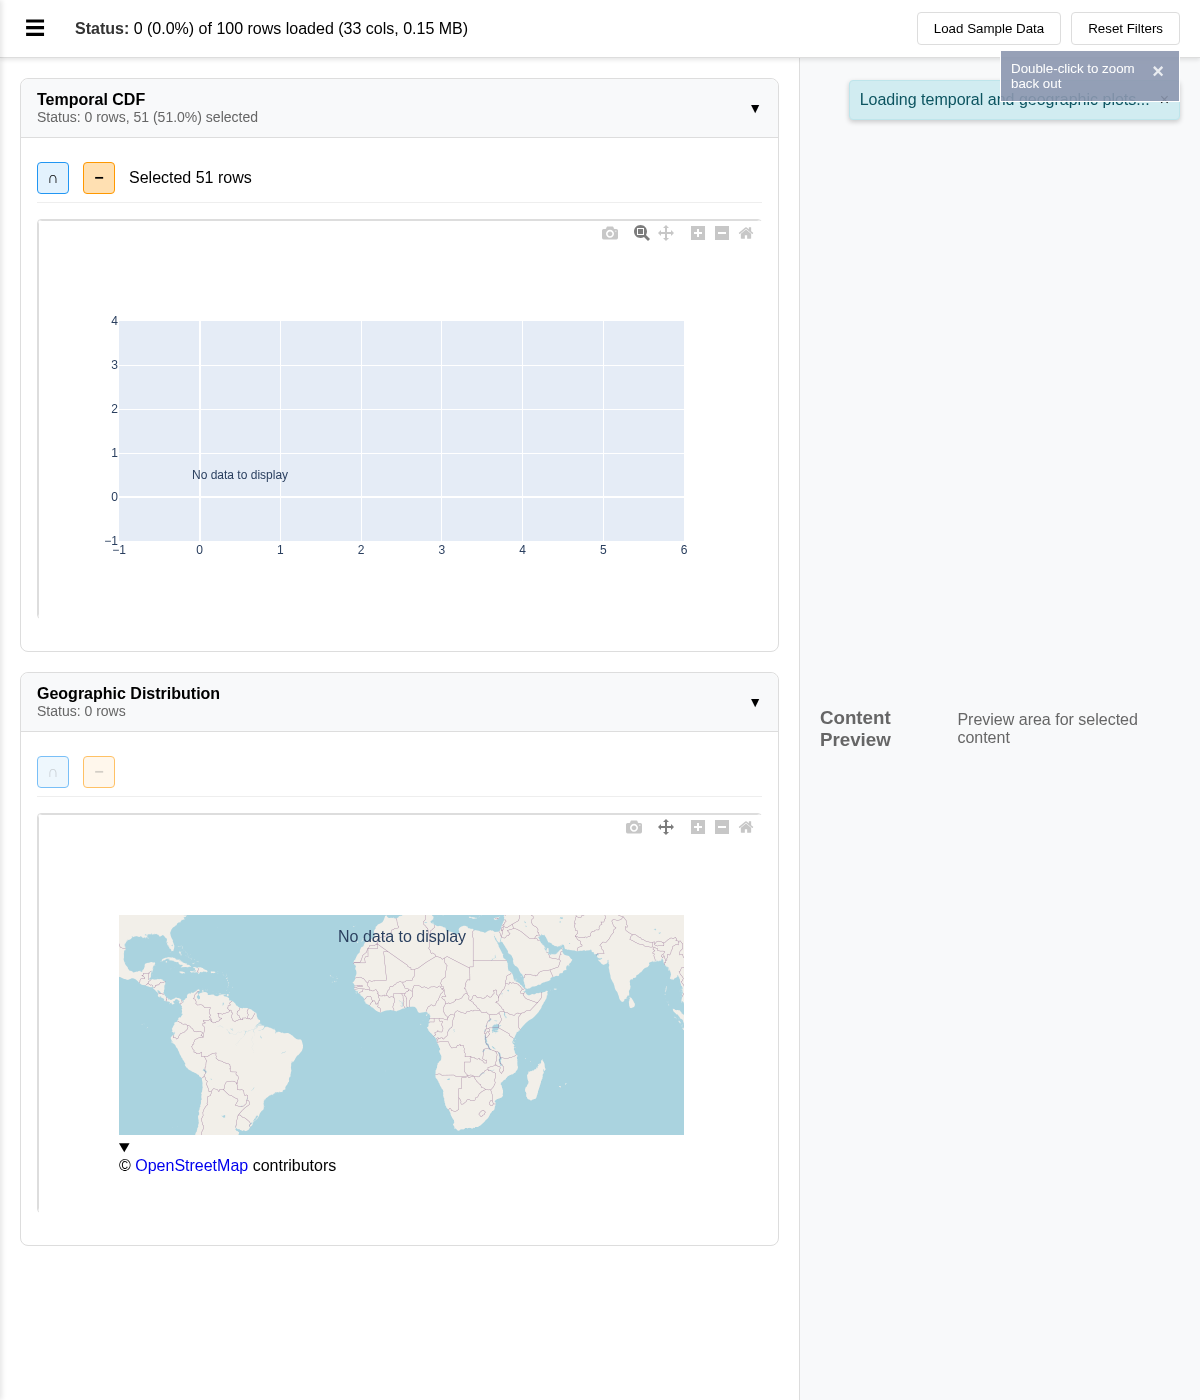 ☰ Status: 0 (0.0%) of 100 rows loaded (33 cols, 0.15 MB)
Load Sample Data
Reset Filters
Double-click to zoom
back out
×
Loading temporal and geographic plots... ×
Temporal CDF
Status: 0 rows, 51 (51.0%) selected
▼
∩
−
Selected 51 rows
4
3
2
1
No data to display
0
−1
−1 0 1 2 3 4 5 6
Geographic Distribution
Status: 0 rows
▼
∩
−
Content
Preview
Preview area for selected
content
No data to display
▼
© OpenStreetMap contributors